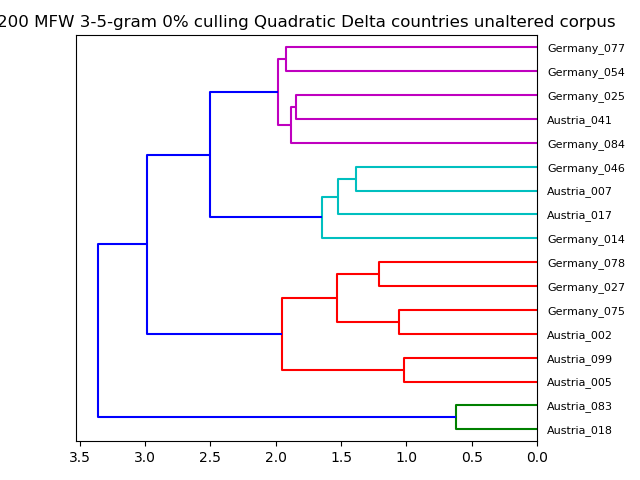 200 MFW 3-5-gram 0% culling Quadratic Delta countries unaltered corpus
Germany_077
Germany_054
Germany_025
Austria_041
Germany_084
Germany_046
Austria_007
Austria_017
Germany_014
Germany_078
Germany_027
Germany_075
Austria_002
Austria_099
Austria_005
Austria_083
Austria_018
3.5 3.0 2.5 2.0 1.5 1.0 0.5 0.0